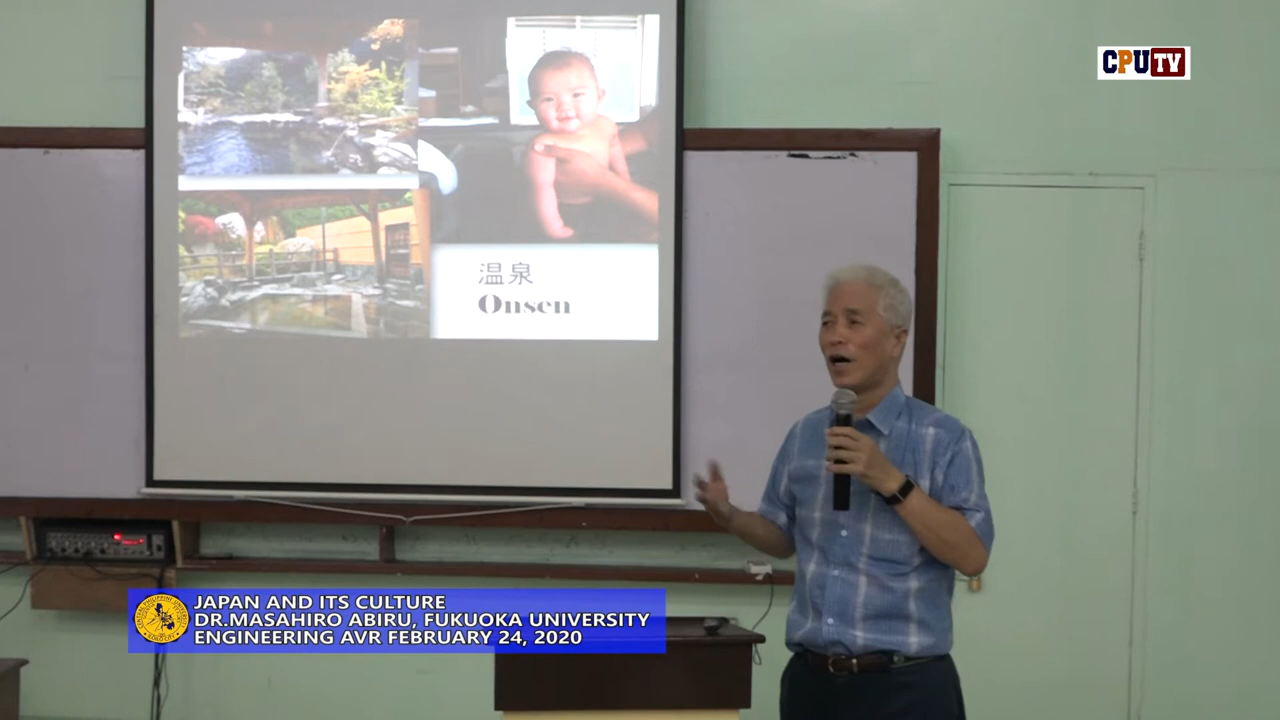 CPUTV
温泉
Onsen
JAPAN AND ITS CULTURE
DR.MASAHIRO ABIRU, FUKUOKA UNIVERSITY
ENGINEERING AVR FEBRUARY 24, 2020